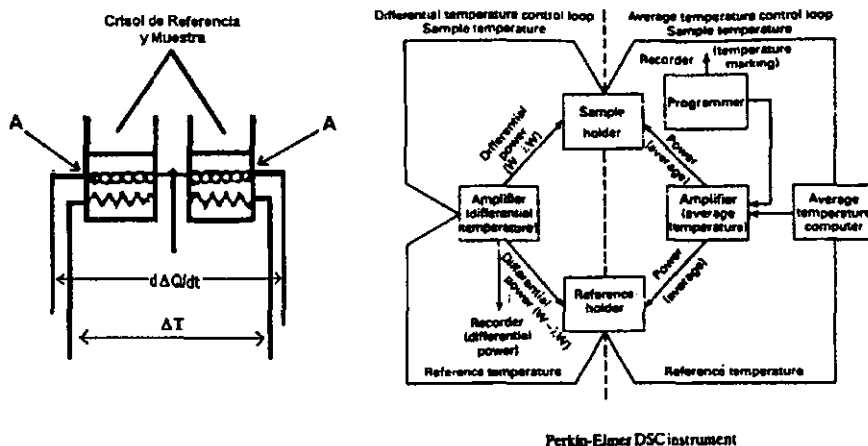 Crisol de Referencia
y Muestra
A
A
dΔQ/dt
ΔT
Differential temperature control loop
Sample temperature
Average temperature control loop
Sample temperature
Recorder
(temperature
marking)
Programmer
Sample
holder
Differential
power
Power
(average)
Amplifier
(differential
temperature)
Amplifier
(average
temperature)
Average
temperature
computer
Differential
power
Power
(average)
Reference
holder
Recorder
(differential
power)
Reference temperature
Reference temperature
Perkin-Elmer DSC instrument